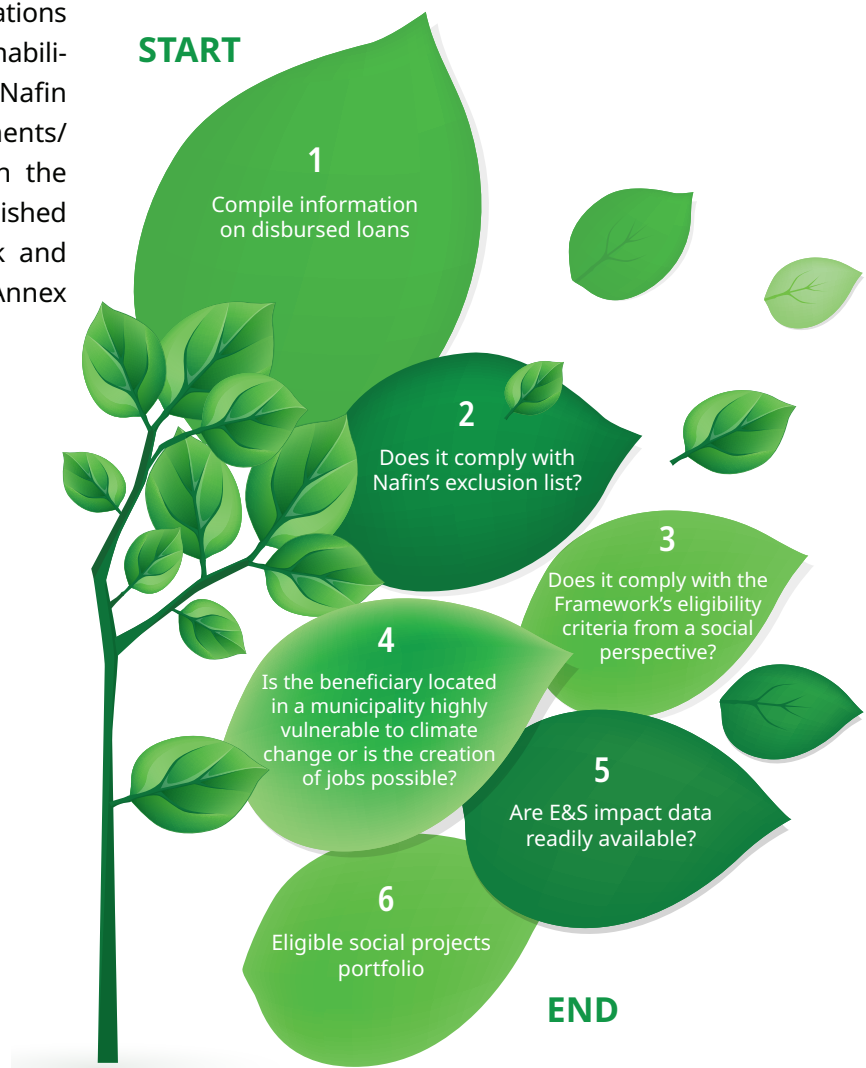 ations
nabili-
Nafin
nents/
n the
ished
k and
Annex
START
1
Compile information
on disbursed loans
2
Does it comply with
Nafin’s exclusion list?
3
Does it comply with the
Framework’s eligibility
criteria from a social
perspective?
4
Is the beneficiary located
in a municipality highly
vulnerable to climate
change or is the creation
of jobs possible?
5
Are E&S impact data
readily available?
6
Eligible social projects
portfolio
END